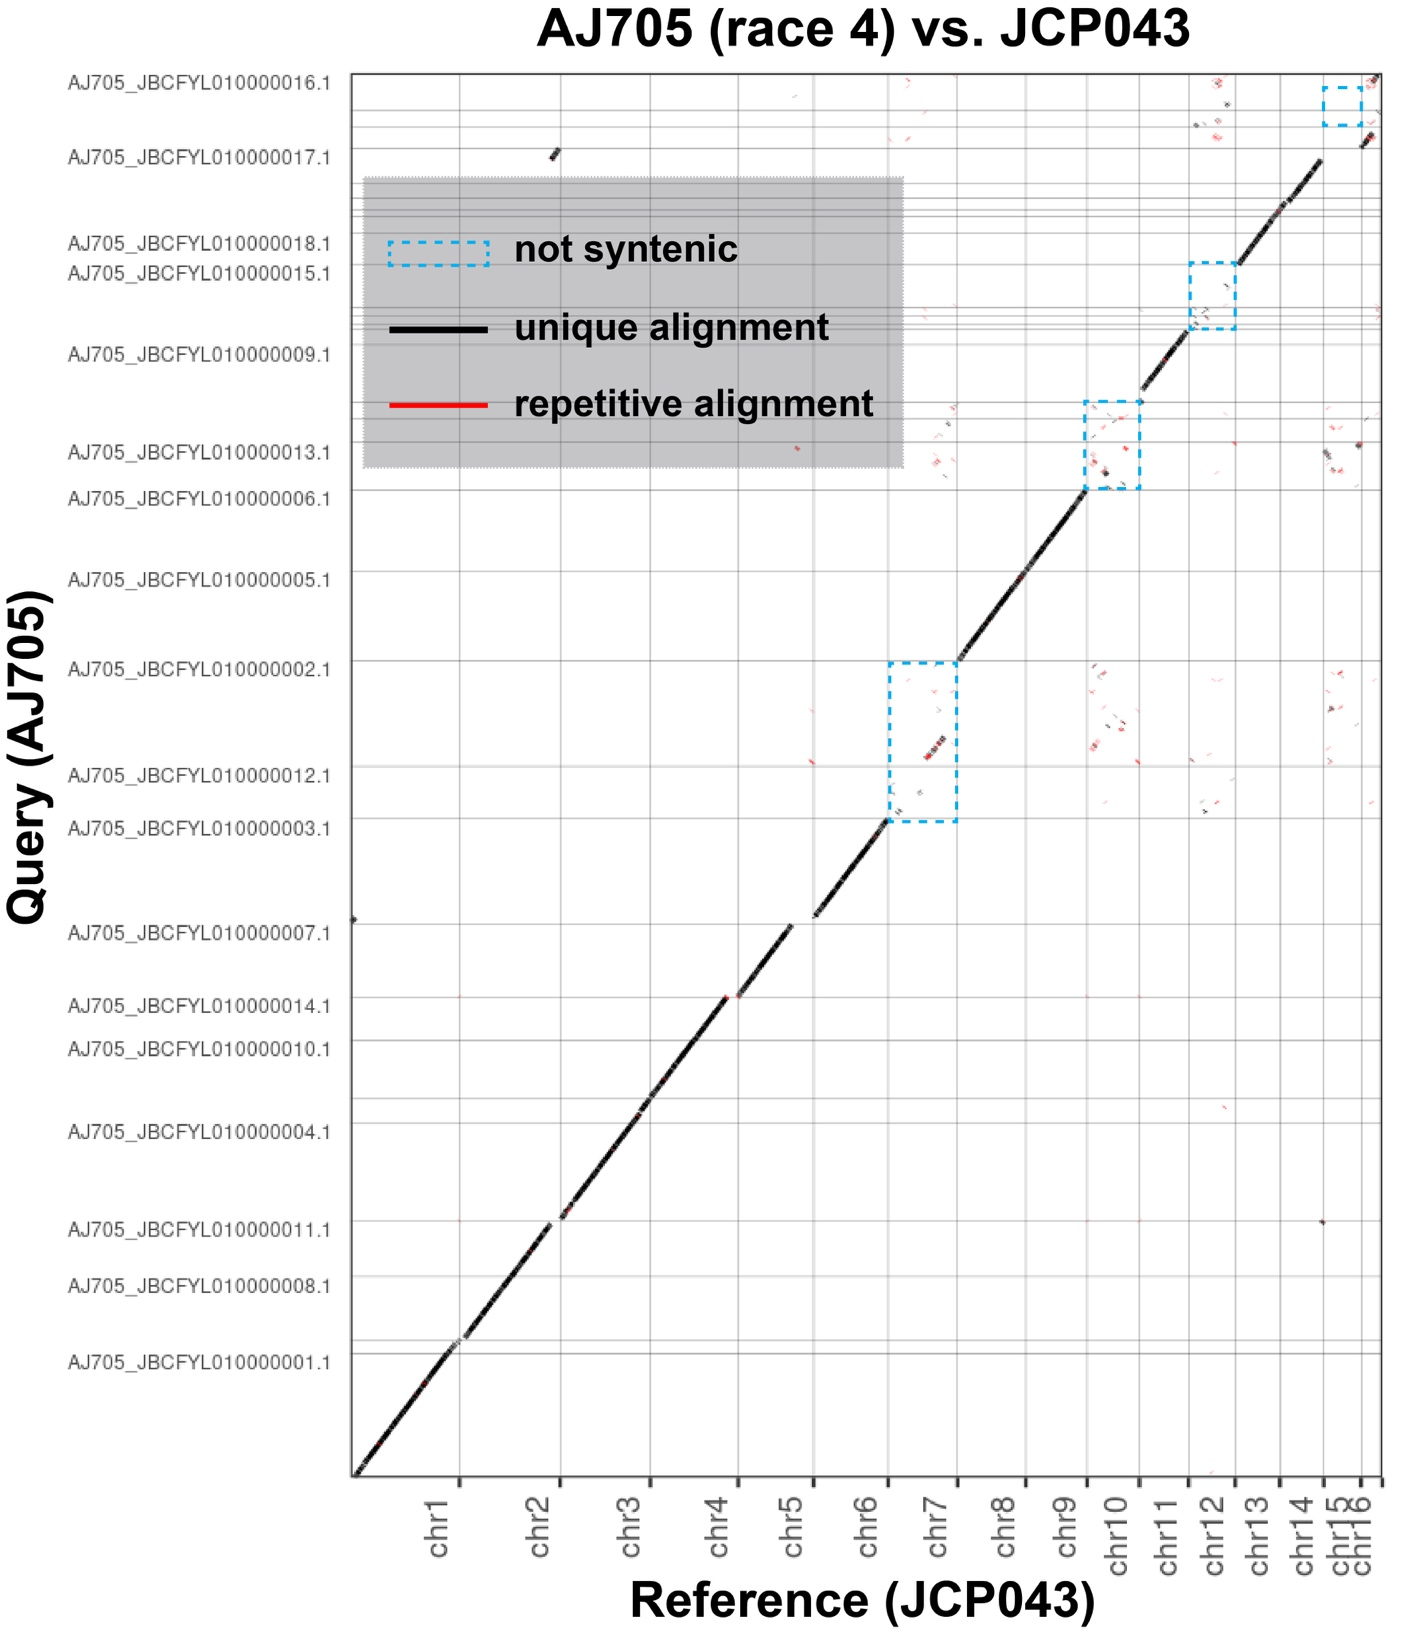 AJ705 (race 4) vs. JCP043
AJ705_JBCFYL010000016.1
AJ705_JBCFYL010000017.1
AJ705_JBCFYL010000018.1
AJ705_JBCFYL010000015.1
AJ705_JBCFYL010000009.1
AJ705_JBCFYL010000013.1
AJ705_JBCFYL010000006.1
AJ705_JBCFYL010000005.1
AJ705_JBCFYL010000002.1
AJ705_JBCFYL010000012.1
AJ705_JBCFYL010000003.1
AJ705_JBCFYL010000007.1
AJ705_JBCFYL010000014.1
AJ705_JBCFYL010000010.1
AJ705_JBCFYL010000004.1
AJ705_JBCFYL010000011.1
AJ705_JBCFYL010000008.1
AJ705_JBCFYL010000001.1
not syntenic
unique alignment
repetitive alignment
Query (AJ705)
chr1
chr2
chr3
chr4
chr5
chr6
chr7
chr8
chr9
chr10
chr11
chr12
chr13
chr14
chr15
chr16
Reference (JCP043)